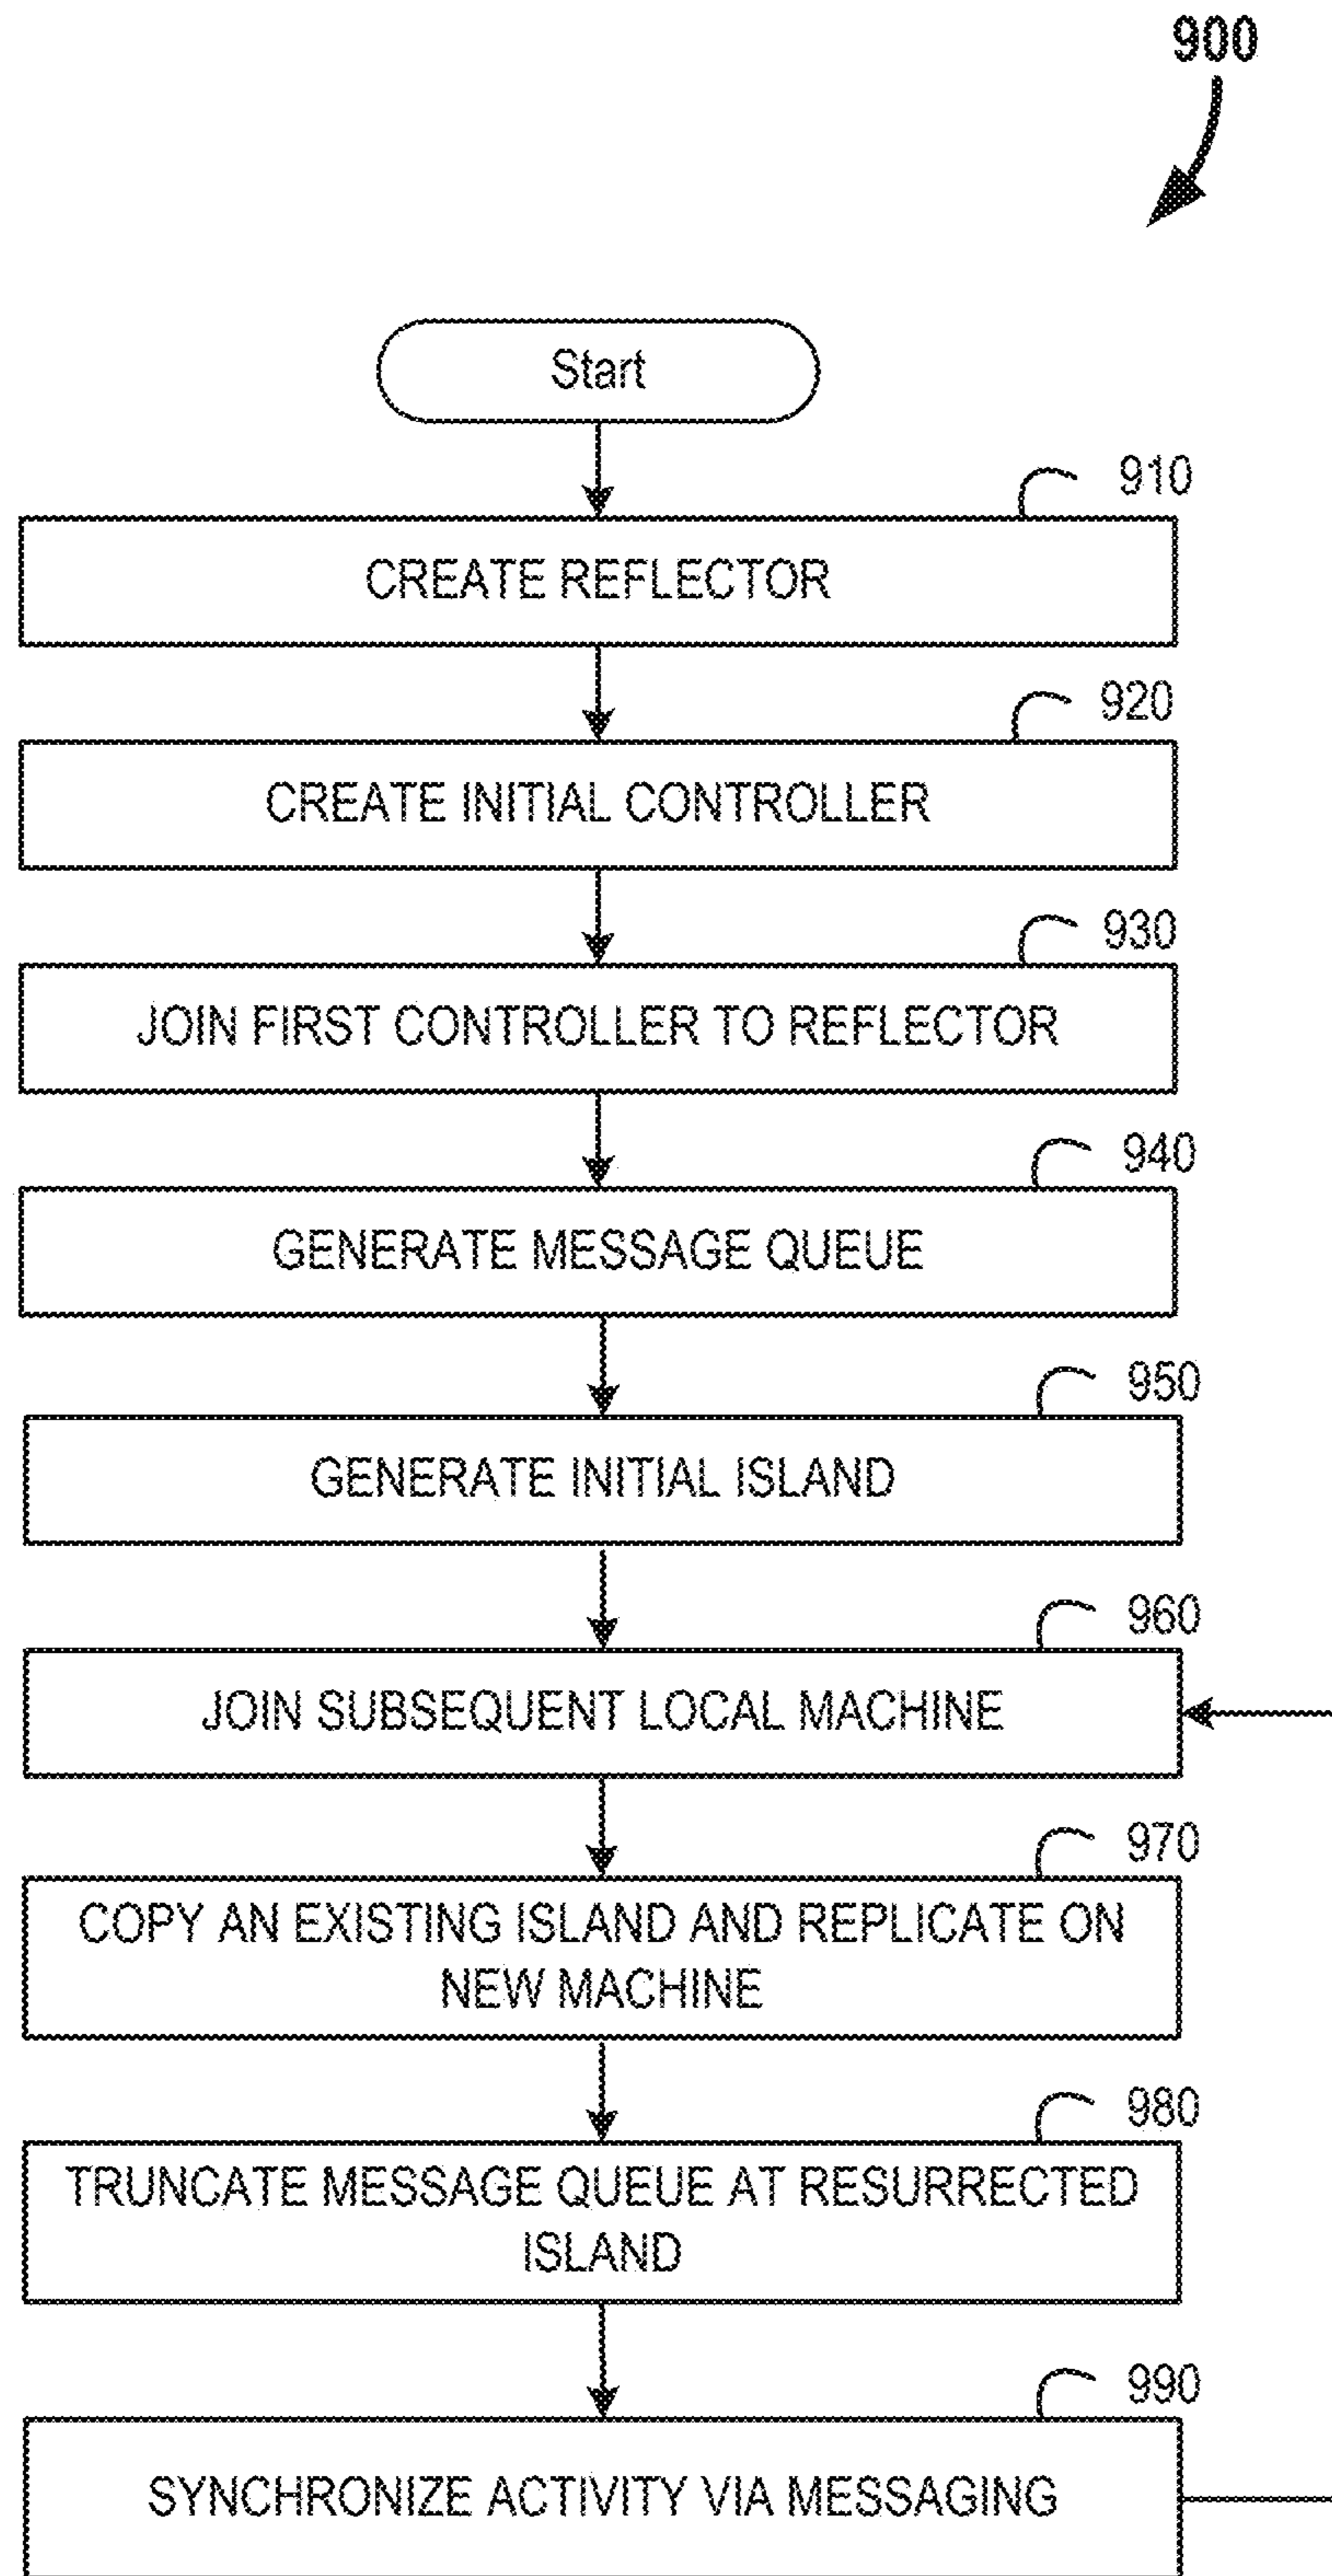 900
Start
910
CREATE REFLECTOR
920
CREATE INITIAL CONTROLLER
930
JOIN FIRST CONTROLLER TO REFLECTOR
940
GENERATE MESSAGE QUEUE
950
GENERATE INITIAL ISLAND
960
JOIN SUBSEQUENT LOCAL MACHINE
970
COPY AN EXISTING ISLAND AND REPLICATE ON
NEW MACHINE
980
TRUNCATE MESSAGE QUEUE AT RESURRECTED
ISLAND
990
SYNCHRONIZE ACTIVITY VIA MESSAGING